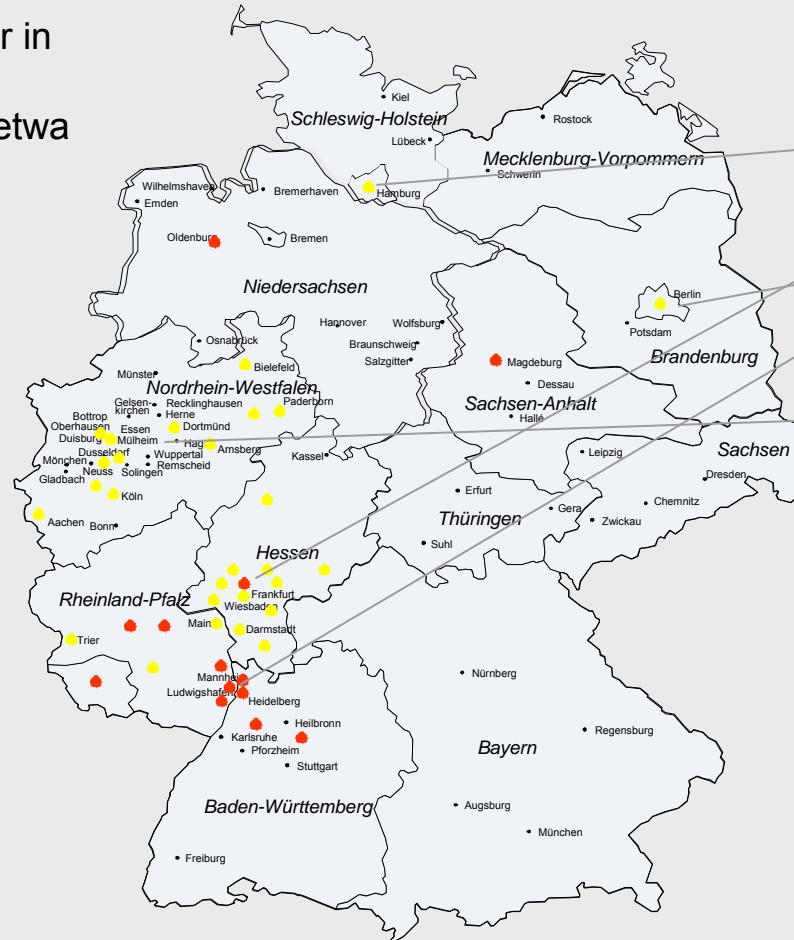 r in
etwa
Kiel
Schleswig-Holstein
Rostock
Lübeck
Mecklenburg-Vorpommern
Schwerin
Wilhelmshaven
Bremerhaven
Hamburg
Emden
Oldenburg
Bremen
Niedersachsen
Berlin
Hannover
Wolfsburg
Potsdam
Osnabrück
Braunschweig
Salzgitter
Brandenburg
Bielefeld
Magdeburg
Münster
Nordrhein-Westfalen
Dessau
Gelsen-
kirchen
Recklinghausen
Paderborn
Sachsen-Anhalt
Bottrop
Herne
Hallé
Oberhausen
Essen
Dortmünd
Duisburg
Mülheim
Hag
Arnsberg
Sachsen
Dusseldorf
Wuppertal
Kassel
Leipzig
Mönchen
Gladbach
Neuss
Solingen
Remscheid
Dresden
Köln
Erfurt
Chemnitz
Aachen
Bonn
Thüringen
Gera
Zwickau
Hessen
Suhl
Rheinland-Pfalz
Frankfurt
Wiesbaden
Mainz
Darmstadt
Trier
Mannheim
Nürnberg
Ludwigshafen
Heidelberg
Heilbronn
Regensburg
Karlsruhe
Pforzheim
Bayern
Stuttgart
Baden-Württemberg
Augsburg
München
Freiburg